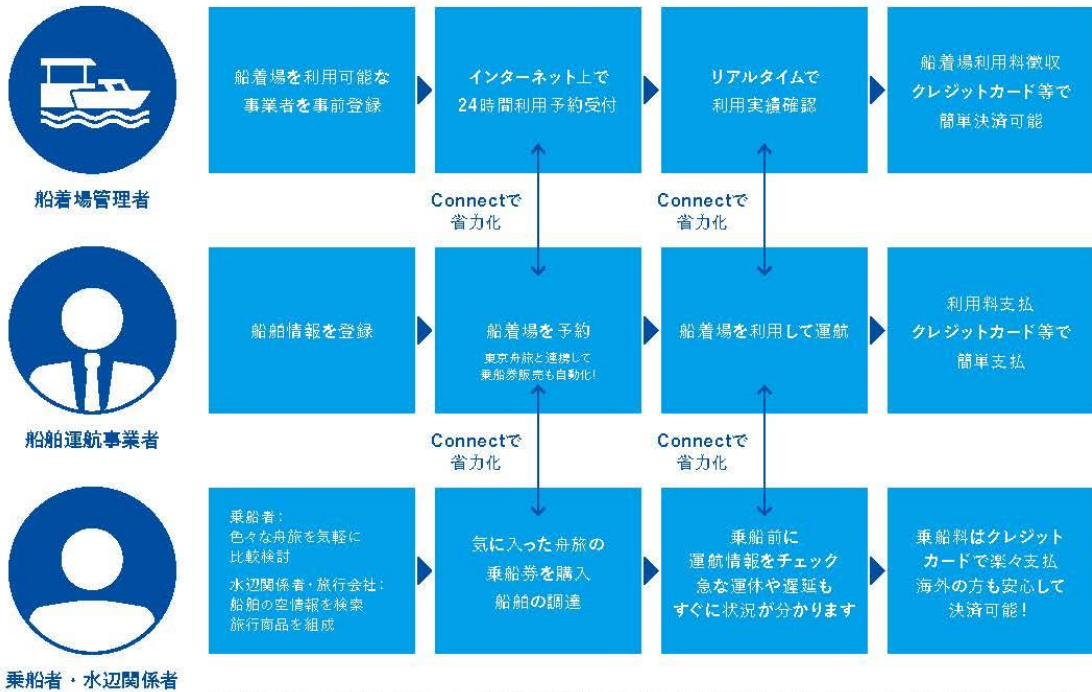 船着場管理者
船着場を利用可能な
事業者を事前登録
インターネット上で
24時間利用予約受付
リアルタイムで
利用実績確認
船着場利用料徴収
クレジットカード等で
簡単決済可能
Connectで
省力化
Connectで
省力化
船舶運航事業者
船舶情報を登録
船着場を予約
東京舟旅と連携して
乗船券販売も自動化!
船着場を利用して運航
利用料支払
クレジットカード等で
簡単支払
Connectで
省力化
Connectで
省力化
乗船者・水辺関係者
乗船者:
色々な舟旅を気軽に
比較検討
水辺関係者・旅行会社:
船舶の空情報を検索
旅行商品を組成
気に入った舟旅の
乗船券を購入
船舶の調達
乗船前に
運航情報をチェック
急な運休や遅延も
すぐに状況が分かります
乗船料はクレジット
カードで楽々支払
海外の方も安心して
決済可能!